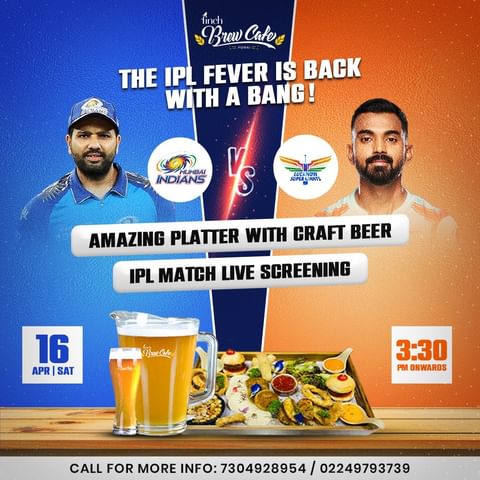 finch
Brew Cafe
POWAI
THE IPL FEVER IS BACK
WITH A BANG!
MUMBAI
INDIANS
VS
LUCKNOW
SUPER GIANTS
AMAZING PLATTER WITH CRAFT BEER
IPL MATCH LIVE SCREENING
Brew Cafe
16
APR | SAT
3:30
PM ONWARDS
CALL FOR MORE INFO: 7304928954 / 02249793739